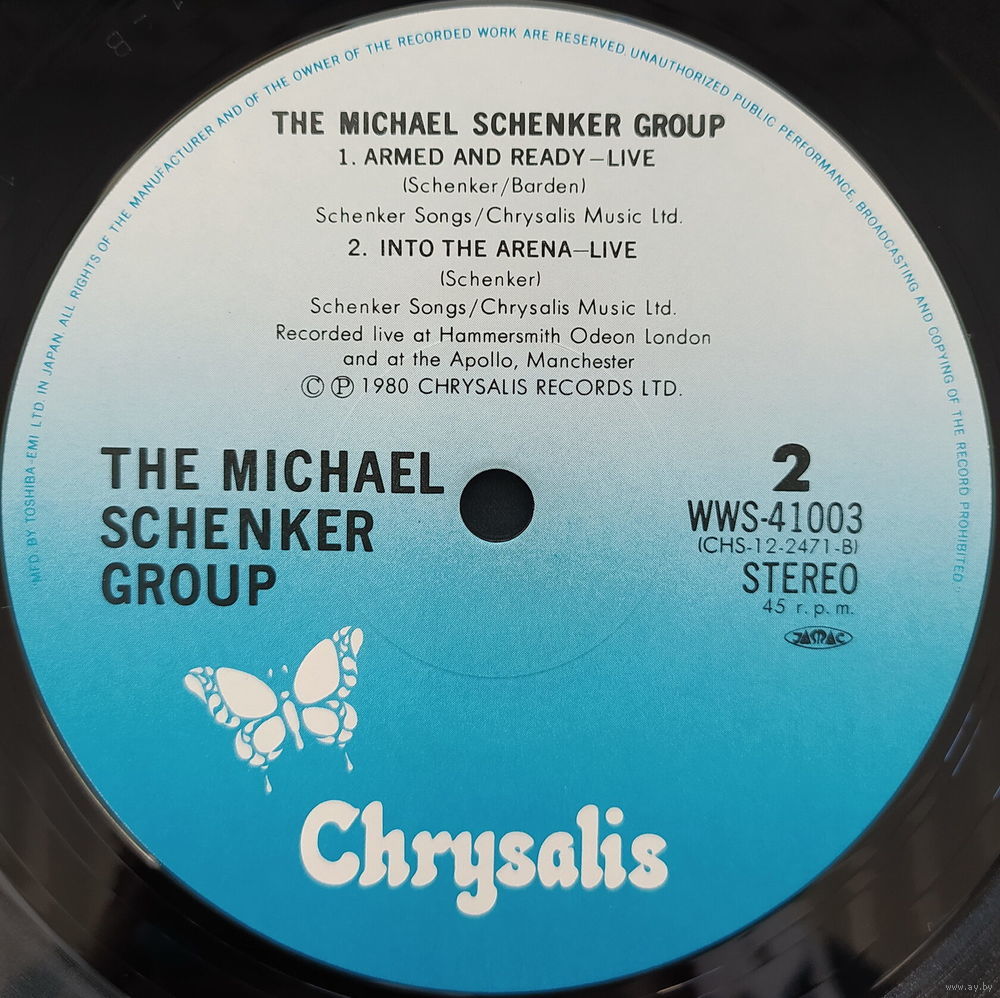 MFD. BY TOSHIBA-EMI LTD. IN JAPAN. ALL RIGHTS OF THE MANUFACTURER AND OF THE OWNER OF THE RECORDED WORK ARE RESERVED. UNAUTHORIZED PUBLIC PERFORMANCE, BROADCASTING AND COPYING OF THE RECORD PROHIBITED.
THE MICHAEL SCHENKER GROUP
1. ARMED AND READY–LIVE
(Schenker/Barden)
Schenker Songs/Chrysalis Music Ltd.
2. INTO THE ARENA–LIVE
(Schenker)
Schenker Songs/Chrysalis Music Ltd.
Recorded live at Hammersmith Odeon London
and at the Apollo, Manchester
© ℗ 1980 CHRYSALIS RECORDS LTD.
THE MICHAEL
SCHENKER
GROUP
2
WWS-41003
(CHS-12-2471-B)
STEREO
45 r.p.m.
JASRAC
Chrysalis
www.ay.by